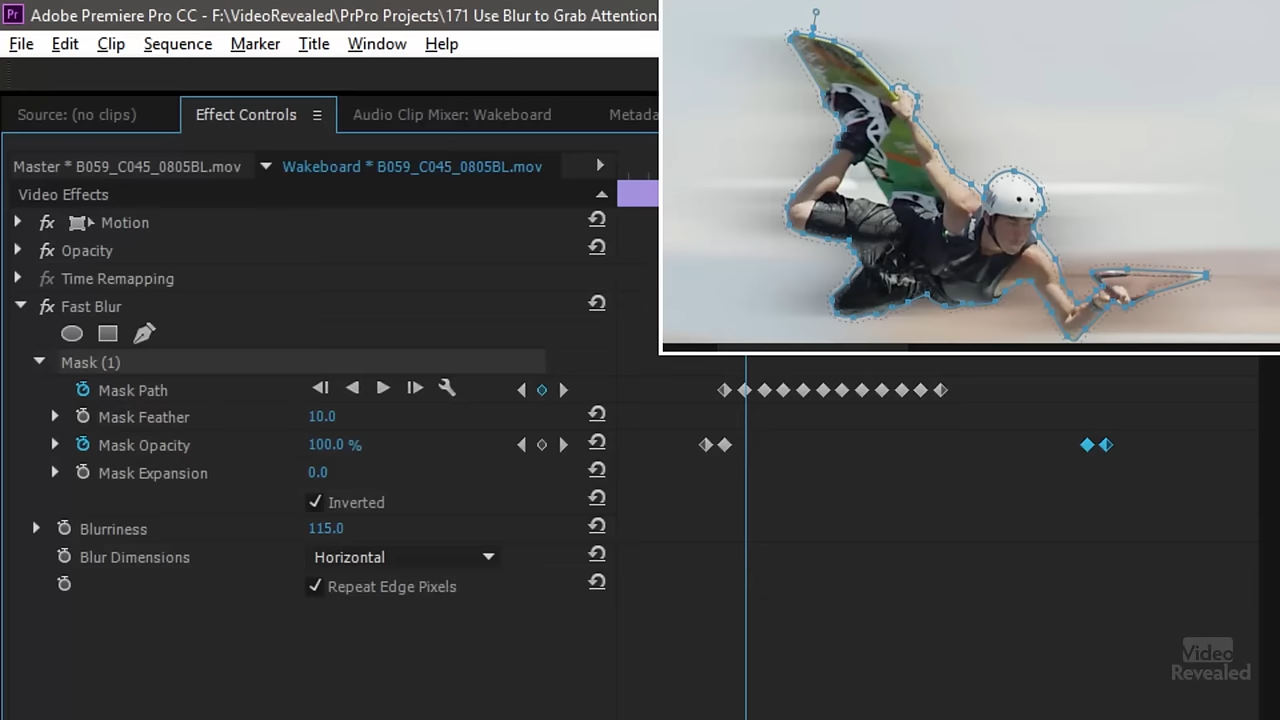 Pr Adobe Premiere Pro CC - F:\VideoRevealed\PrPro Projects\171 Use Blur to Grab Attention.
File Edit Clip Sequence Marker Title Window Help
Source: (no clips) Effect Controls Audio Clip Mixer: Wakeboard Metada
Master * B059_C045_0805BL.mov Wakeboard * B059_C045_0805BL.mov
Video Effects
fx Motion
fx Opacity
fx Time Remapping
fx Fast Blur
Mask (1)
Mask Path
Mask Feather 10.0
Mask Opacity 100.0 %
Mask Expansion 0.0
Inverted
Blurriness 115.0
Blur Dimensions Horizontal
Repeat Edge Pixels
Video
Revealed